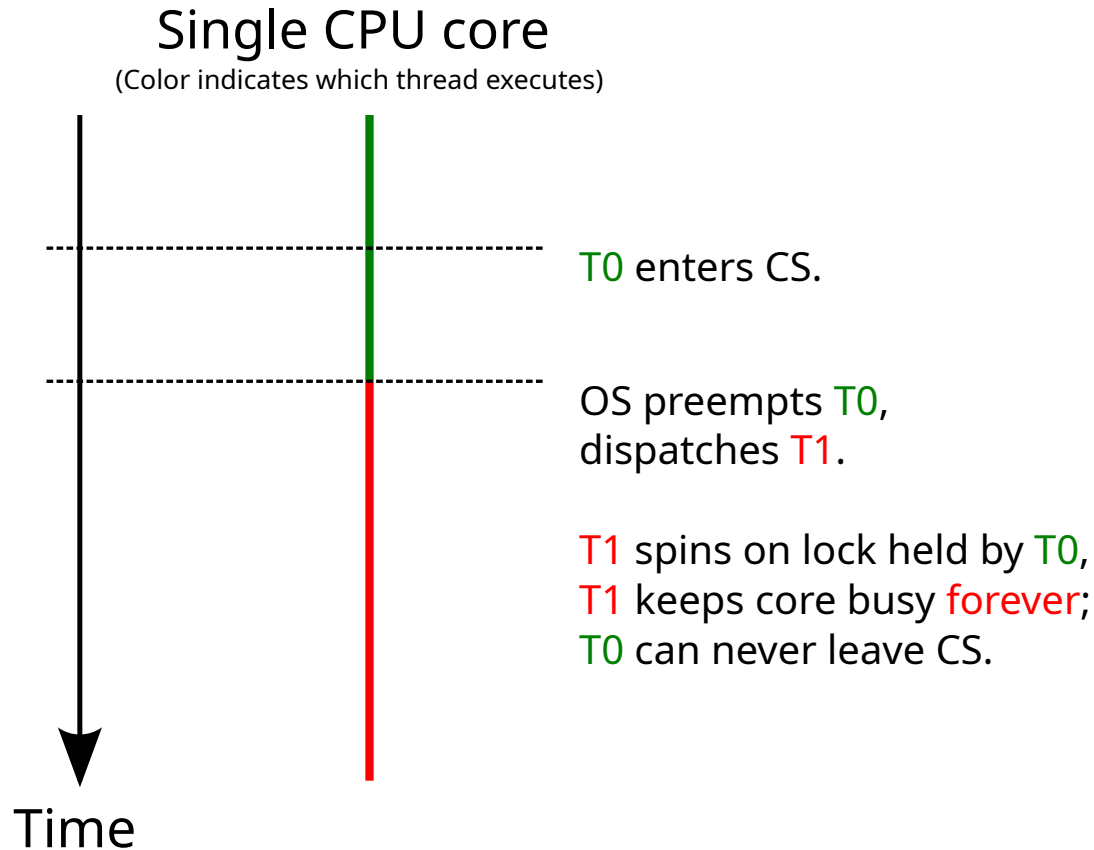 Single CPU core
(Color indicates which thread executes)
T0 enters CS.
OS preempts T0,
dispatches T1.
T1 spins on lock held by T0,
T1 keeps core busy forever;
T0 can never leave CS.
Time